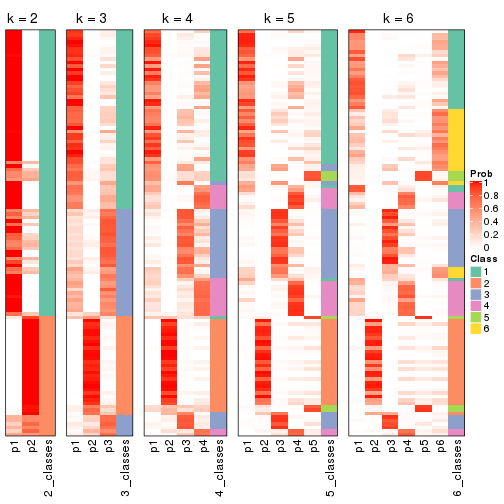 k = 2
k = 3
k = 4
k = 5
k = 6
p1
p2
2_classes
p1
p2
p3
3_classes
p1
p2
p3
p4
4_classes
p1
p2
p3
p4
p5
5_classes
p1
p2
p3
p4
p5
p6
6_classes
Prob
1
0.8
0.6
0.4
0.2
0
Class
1
2
3
4
5
6